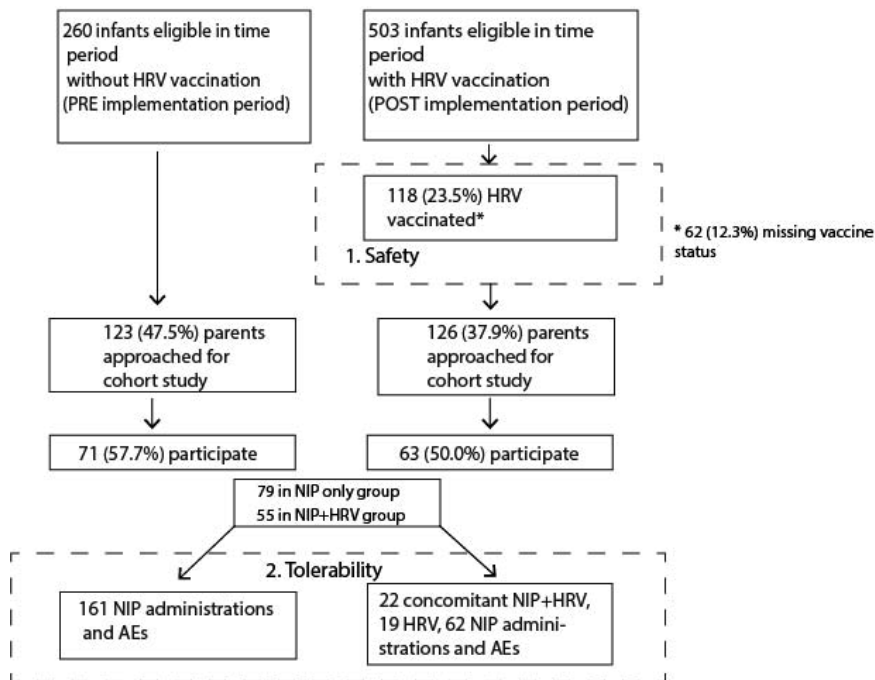 260 infants eligible in time
period
without HRV vaccination
(PRE implementation period)
503 infants eligible in time
period
with HRV vaccination
(POST implementation period)
118 (23.5%) HRV
vaccinated*
1. Safety
* 62 (12.3%) missing vaccine
status
123 (47.5%) parents
approached for
cohort study
126 (37.9%) parents
approached for
cohort study
71 (57.7%) participate
63 (50.0%) participate
79 in NIP only group
55 in NIP+HRV group
2. Tolerability
161 NIP administrations
and AEs
22 concomitant NIP+HRV,
19 HRV, 62 NIP admini-
strations and AEs